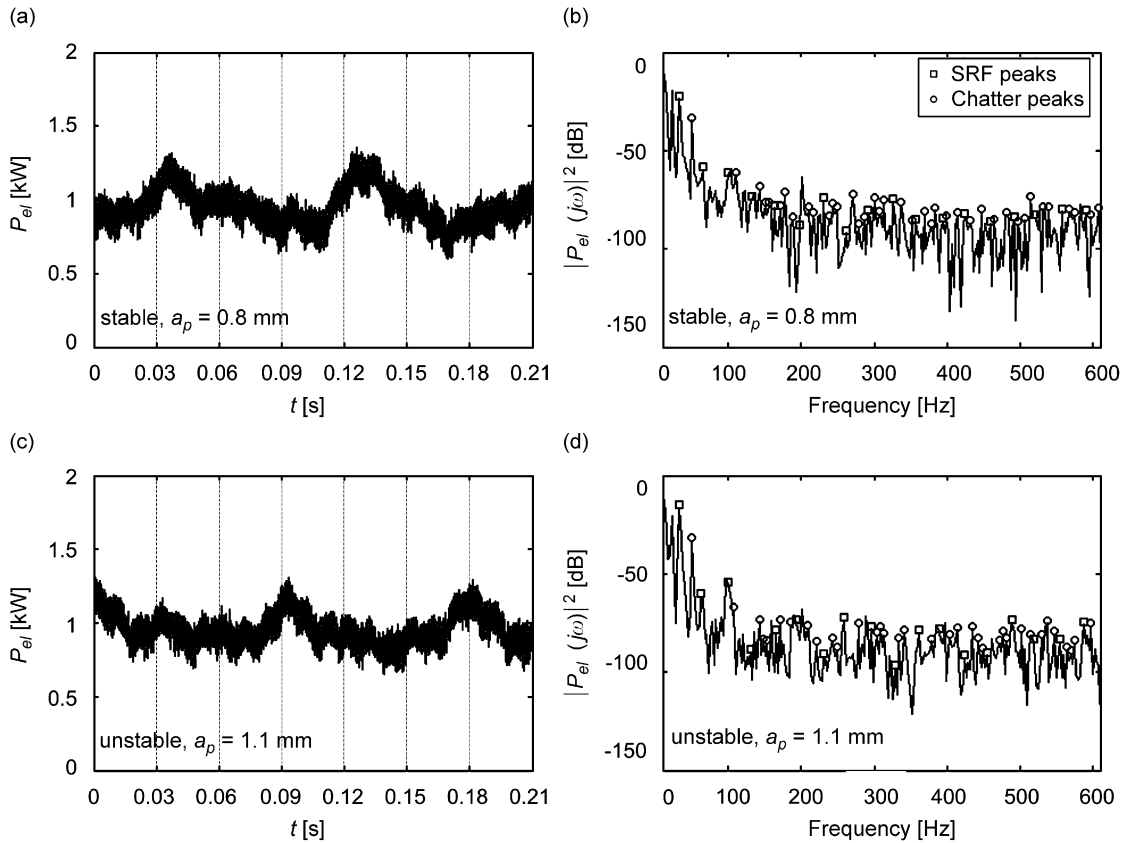 (a)
2
1.5
1
0.5
0
P_el [kW]
stable, a_p = 0.8 mm
0 0.03 0.06 0.09 0.12 0.15 0.18 0.21
t [s]
(b)
0
-50
-100
-150
|P_el (jω)|² [dB]
SRF peaks
Chatter peaks
stable, a_p = 0.8 mm
0 100 200 300 400 500 600
Frequency [Hz]
(c)
2
1.5
1
0.5
0
P_el [kW]
unstable, a_p = 1.1 mm
0 0.03 0.06 0.09 0.12 0.15 0.18 0.21
t [s]
(d)
0
-50
-100
-150
|P_el (jω)|² [dB]
unstable, a_p = 1.1 mm
0 100 200 300 400 500 600
Frequency [Hz]